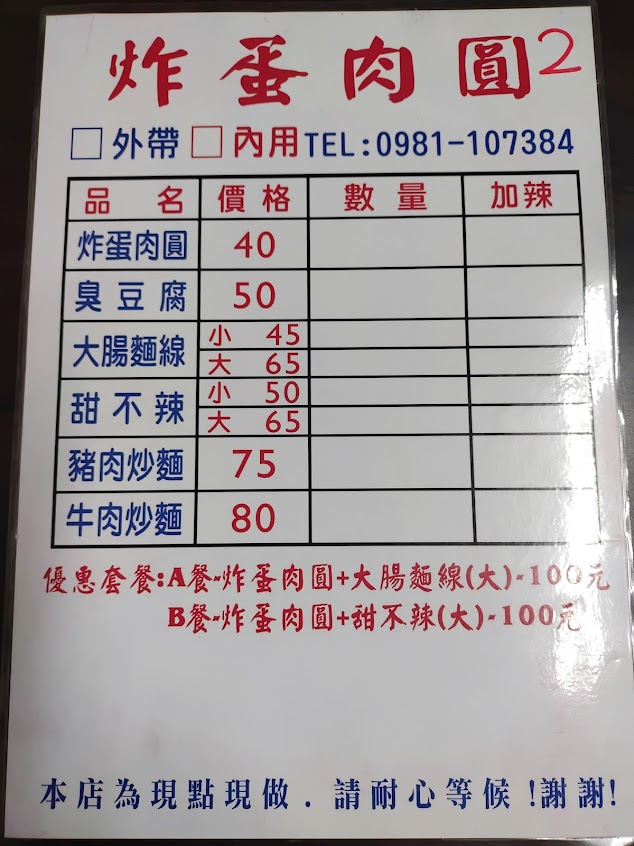 炸蛋肉圓2
□外帶 □內用 TEL:0981-107384
品名 價格 數量 加辣
炸蛋肉圓 40
臭豆腐 50
大腸麵線 小 45
大 65
甜不辣 小 50
大 65
豬肉炒麵 75
牛肉炒麵 80
優惠套餐:A餐-炸蛋肉圓+大腸麵線(大)-100元
B餐-炸蛋肉圓+甜不辣(大)-100元
本店為現點現做.請耐心等候!謝謝!